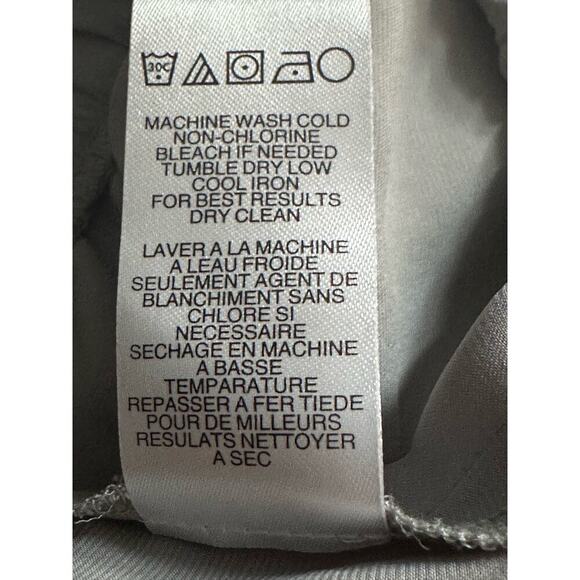 30C
MACHINE WASH COLD
NON-CHLORINE
BLEACH IF NEEDED
TUMBLE DRY LOW
COOL IRON
FOR BEST RESULTS
DRY CLEAN
LAVER A LA MACHINE
A LEAU FROIDE
SEULEMENT AGENT DE
BLANCHIMENT SANS
CHLORE SI
NECESSAIRE
SECHAGE EN MACHINE
A BASSE
TEMPARATURE
REPASSER A FER TIEDE
POUR DE MILLEURS
RESULATS NETTOYER
A SEC